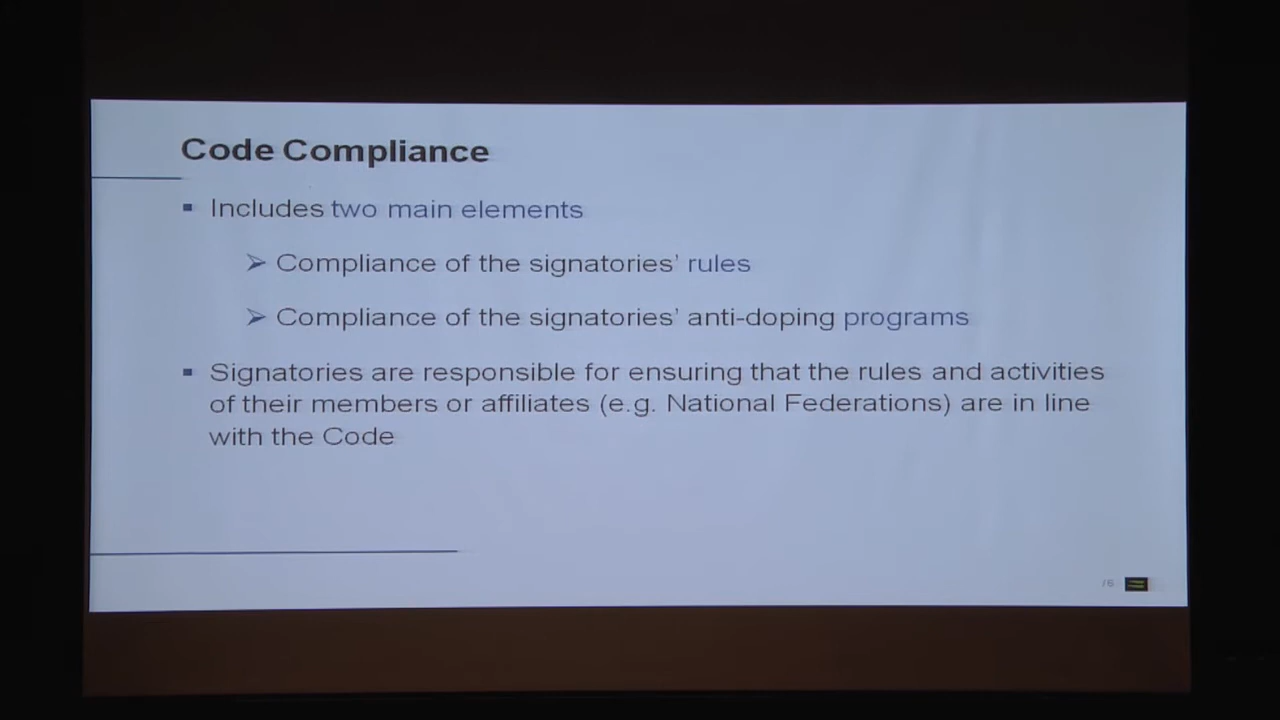 Code Compliance
▪ Includes two main elements
➢ Compliance of the signatories' rules
➢ Compliance of the signatories' anti-doping programs
▪ Signatories are responsible for ensuring that the rules and activities
of their members or affiliates (e.g. National Federations) are in line
with the Code
/6